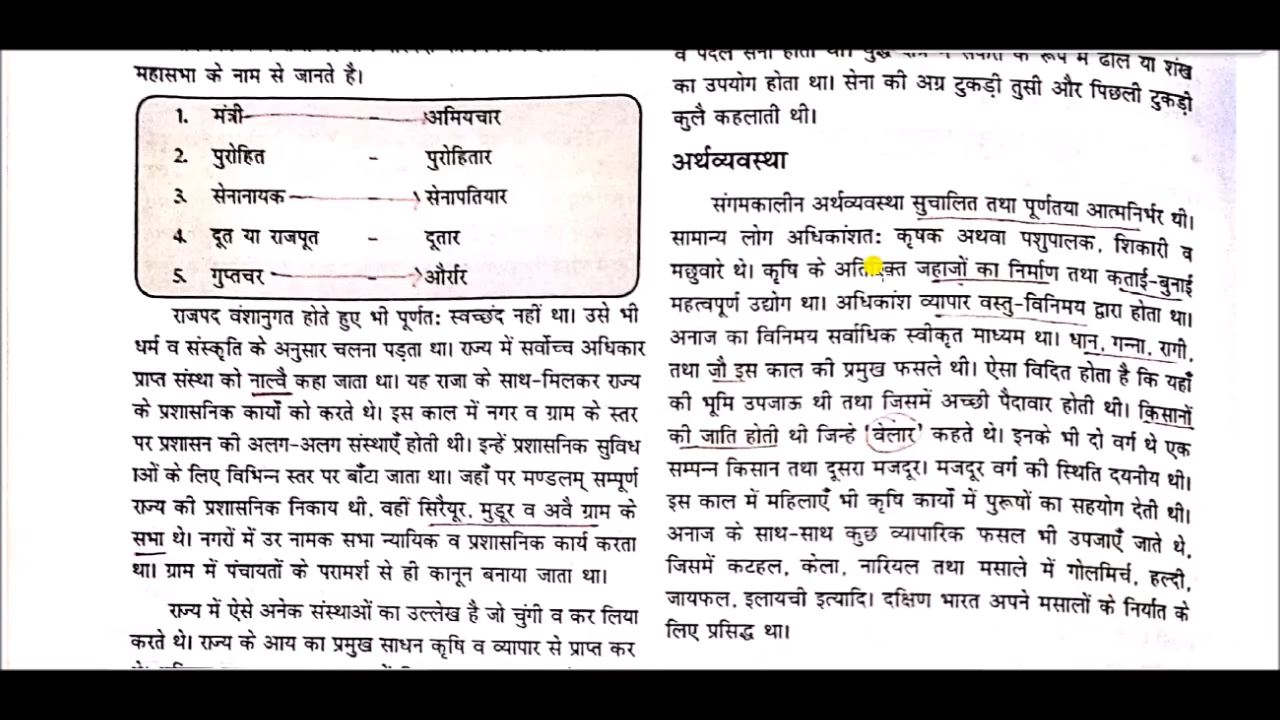 महासभा के नाम से जानते है।
1. मंत्री - अमियचार
2. पुरोहित - पुरोहितार
3. सेनानायक सेनापतियार
4. दूत या राजपूत - दूतार
5. गुप्तचर और्रार
राजपद वंशानुगत होते हुए भी पूर्णत: स्वच्छंद नहीं था। उसे भी
धर्म व संस्कृति के अनुसार चलना पड़ता था। राज्य में सर्वोच्च अधिकार
प्राप्त संस्था को नाल्वै कहा जाता था। यह राजा के साथ-मिलकर राज्य
के प्रशासनिक कार्यों को करते थे। इस काल में नगर व ग्राम के स्तर
पर प्रशासन की अलग-अलग संस्थाएँ होती थी। इन्हें प्रशासनिक सुविध
ाओं के लिए विभिन्न स्तर पर बाँटा जाता था। जहाँ पर मण्डलम् सम्पूर्ण
राज्य की प्रशासनिक निकाय थी, वहीं सिरैयूर, मुडूर व अवै ग्राम के
सभा थे। नगरों में उर नामक सभा न्यायिक व प्रशासनिक कार्य करता
था। ग्राम में पंचायतों के परामर्श से ही कानून बनाया जाता था।
राज्य में ऐसे अनेक संस्थाओं का उल्लेख है जो चुंगी व कर लिया
करते थे। राज्य के आय का प्रमुख साधन कृषि व व्यापार से प्राप्त कर
व पैदल सेना होती थी। युद्ध के रूप में ढोल या शंख
का उपयोग होता था। सेना की अग्र टुकड़ी तुसी और पिछली टुकड़ी
कुलै कहलाती थी।
अर्थव्यवस्था
संगमकालीन अर्थव्यवस्था सुचालित तथा पूर्णतया आत्मनिर्भर थी।
सामान्य लोग अधिकांशत: कृषक अथवा पशुपालक, शिकारी व
मछुवारे थे। कृषि के अतिरिक्त जहाजों का निर्माण तथा कताई-बुनाई
महत्वपूर्ण उद्योग था। अधिकांश व्यापार वस्तु-विनिमय द्वारा होता था।
अनाज का विनिमय सर्वाधिक स्वीकृत माध्यम था। धान, गन्ना, रागी,
तथा जौ इस काल की प्रमुख फसले थी। ऐसा विदित होता है कि यहाँ
की भूमि उपजाऊ थी तथा जिसमें अच्छी पैदावार होती थी। किसानों
की जाति होती थी जिन्हे 'वेलार' कहते थे। इनके भी दो वर्ग थे एक
सम्पन्न किसान तथा दूसरा मजदूर। मजदूर वर्ग की स्थिति दयनीय थी।
इस काल में महिलाएँ भी कृषि कार्यों में पुरूषों का सहयोग देती थी।
अनाज के साथ-साथ कुछ व्यापारिक फसल भी उपजाएँ जाते थे,
जिसमें कटहल, केला, नारियल तथा मसाले में गोलमिर्च, हल्दी,
जायफल, इलायची इत्यादि। दक्षिण भारत अपने मसालों के निर्यात के
लिए प्रसिद्ध था।